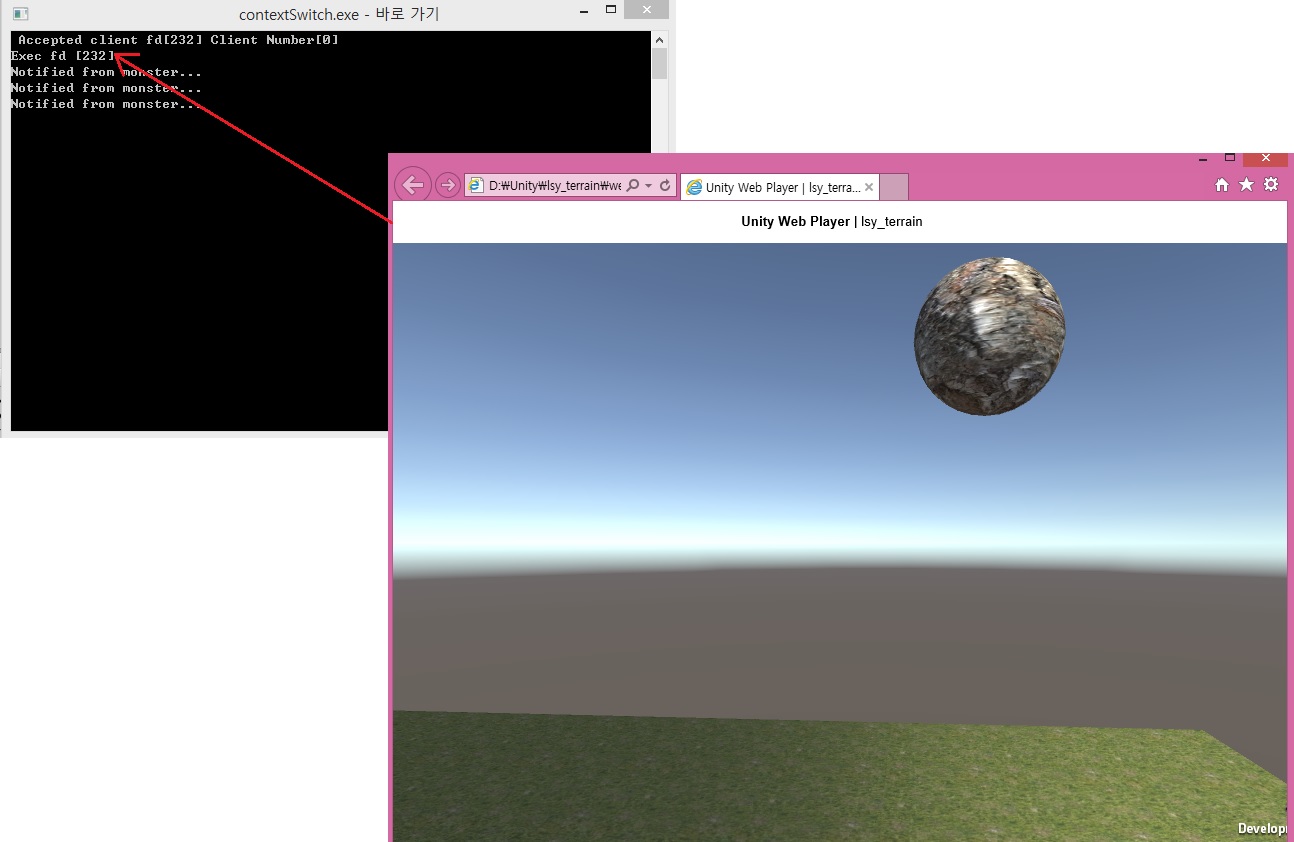 contextSwitch.exe - 바로 가기
Accepted client fd[232] Client Number[0]
Exec fd [232]
Notified from monster...
Notified from monster...
Notified from monster...
D:\Unity\lsy_terrain\we
Unity Web Player | lsy_terra...
Unity Web Player | lsy_terrain
Develop